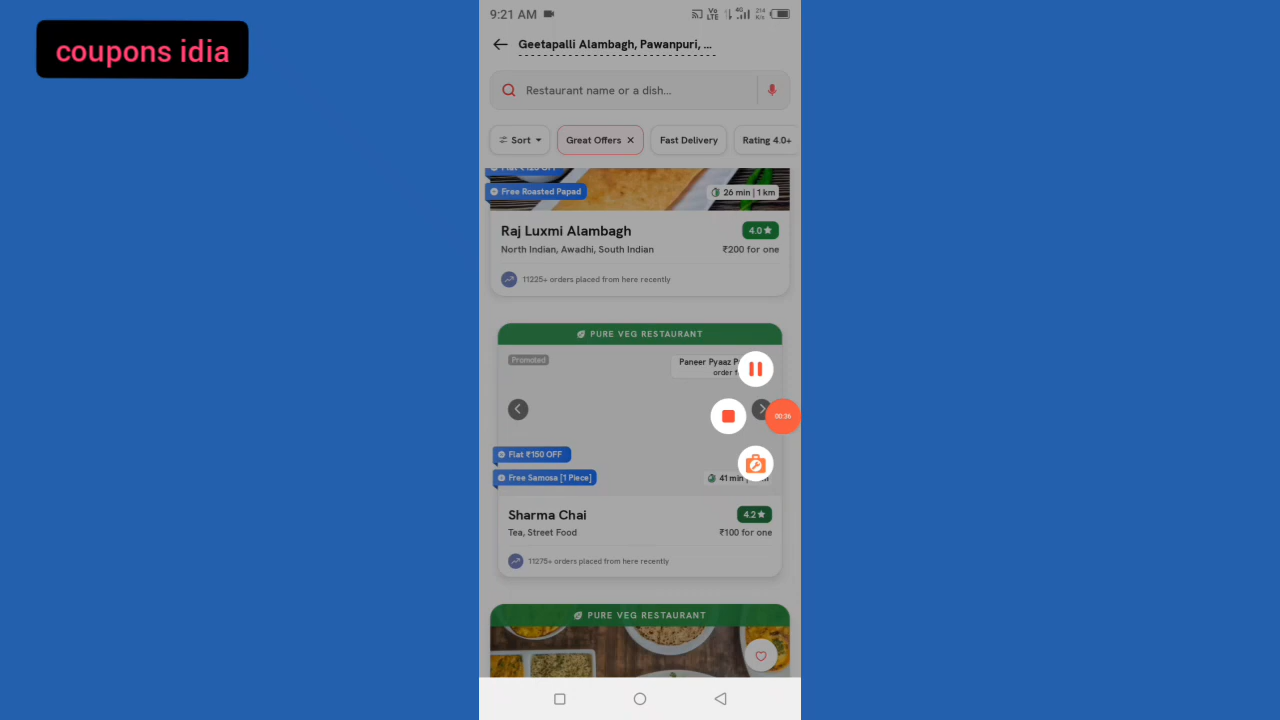 coupons idia
9:21 AM
Vo LTE 4G 214 K/s
Geetapalli Alambagh, Pawanpuri, ...
Restaurant name or a dish...
Sort
Great Offers
Fast Delivery
Rating 4.0+
Free Roasted Papad
26 min | 1 km
Raj Luxmi Alambagh
4.0
North Indian, Awadhi, South Indian
₹200 for one
11225+ orders placed from here recently
PURE VEG RESTAURANT
Promoted
Paneer Pyaaz
order
00:36
Flat ₹150 OFF
Free Samosa [1 Piece]
41 min
Sharma Chai
4.2
Tea, Street Food
₹100 for one
11275+ orders placed from here recently
PURE VEG RESTAURANT